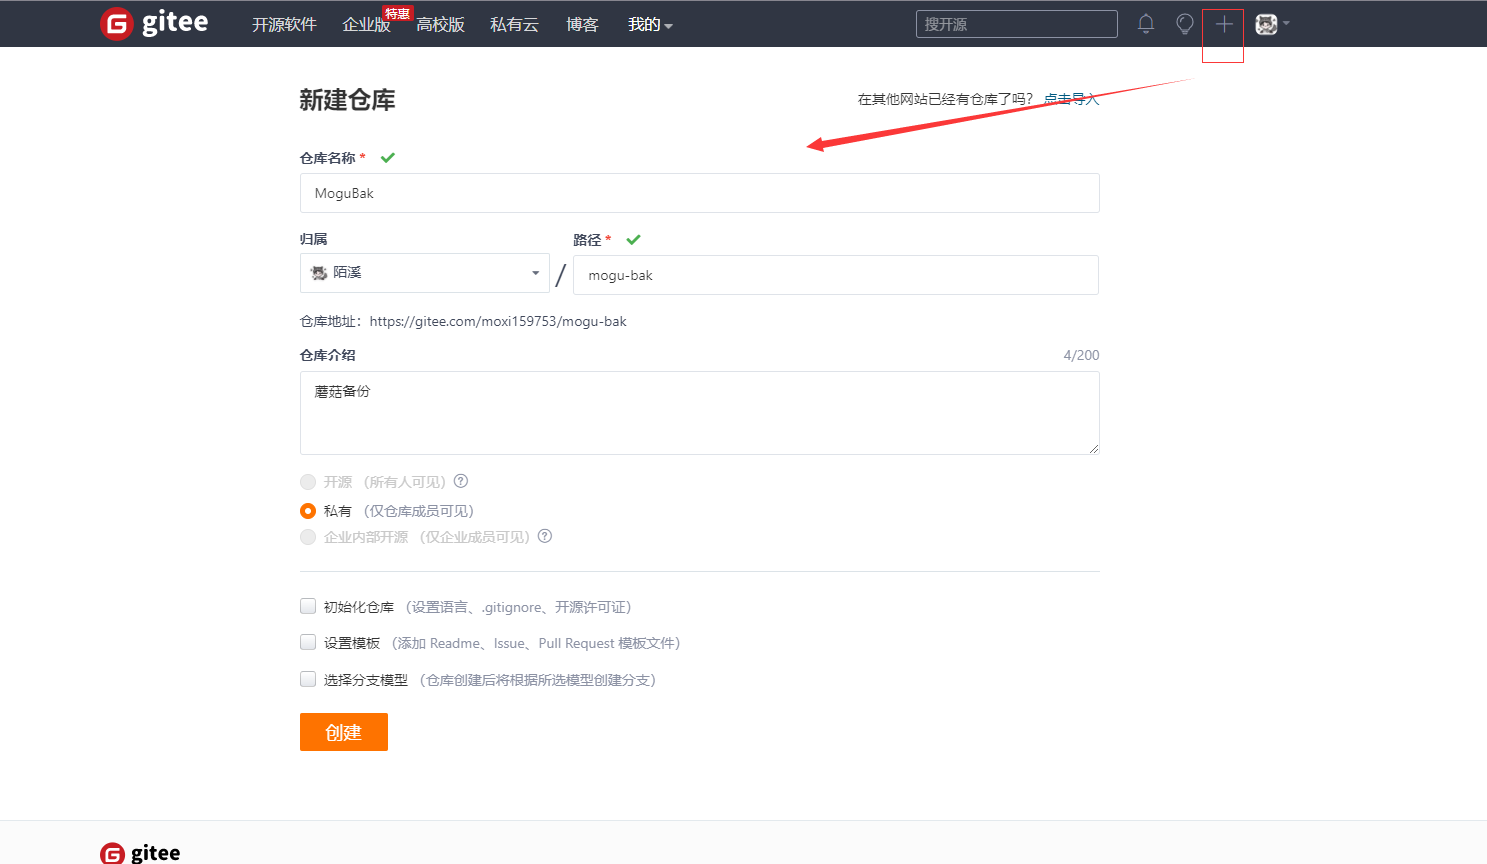 gitee 开源软件 企业版 特惠 高校版 私有云 博客 我的 搜开源
新建仓库 在其他网站已经有仓库了吗？ 点击导入
仓库名称 *
MoguBak
归属 路径 *
陌溪 / mogu-bak
仓库地址：https://gitee.com/moxi159753/mogu-bak
仓库介绍 4/200
蘑菇备份
开源 （所有人可见）
私有 （仅仓库成员可见）
企业内部开源 （仅企业成员可见）
初始化仓库 （设置语言、.gitignore、开源许可证）
设置模板 （添加 Readme、Issue、Pull Request 模板文件）
选择分支模型 （仓库创建后将根据所选模型创建分支）
创建
gitee